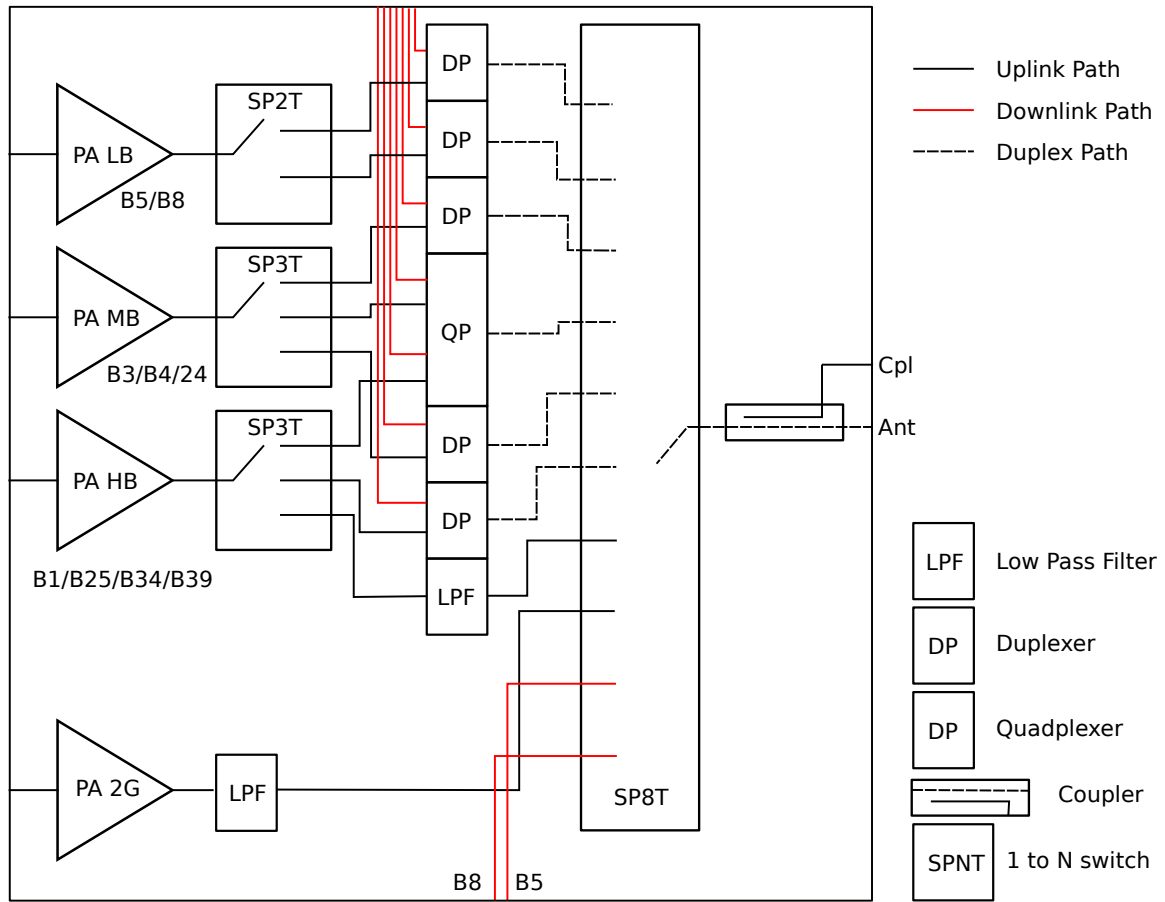 DP
Uplink Path
SP2T
Downlink Path
PA LB
DP
Duplex Path
B5/B8
DP
SP3T
PA MB
QP
B3/B4/24
Cpl
SP3T
Ant
DP
PA HB
DP
B1/B25/B34/B39
LPF
LPF
Low Pass Filter
DP
Duplexer
DP
Quadplexer
PA 2G
LPF
SP8T
Coupler
SPNT
1 to N switch
B8
B5